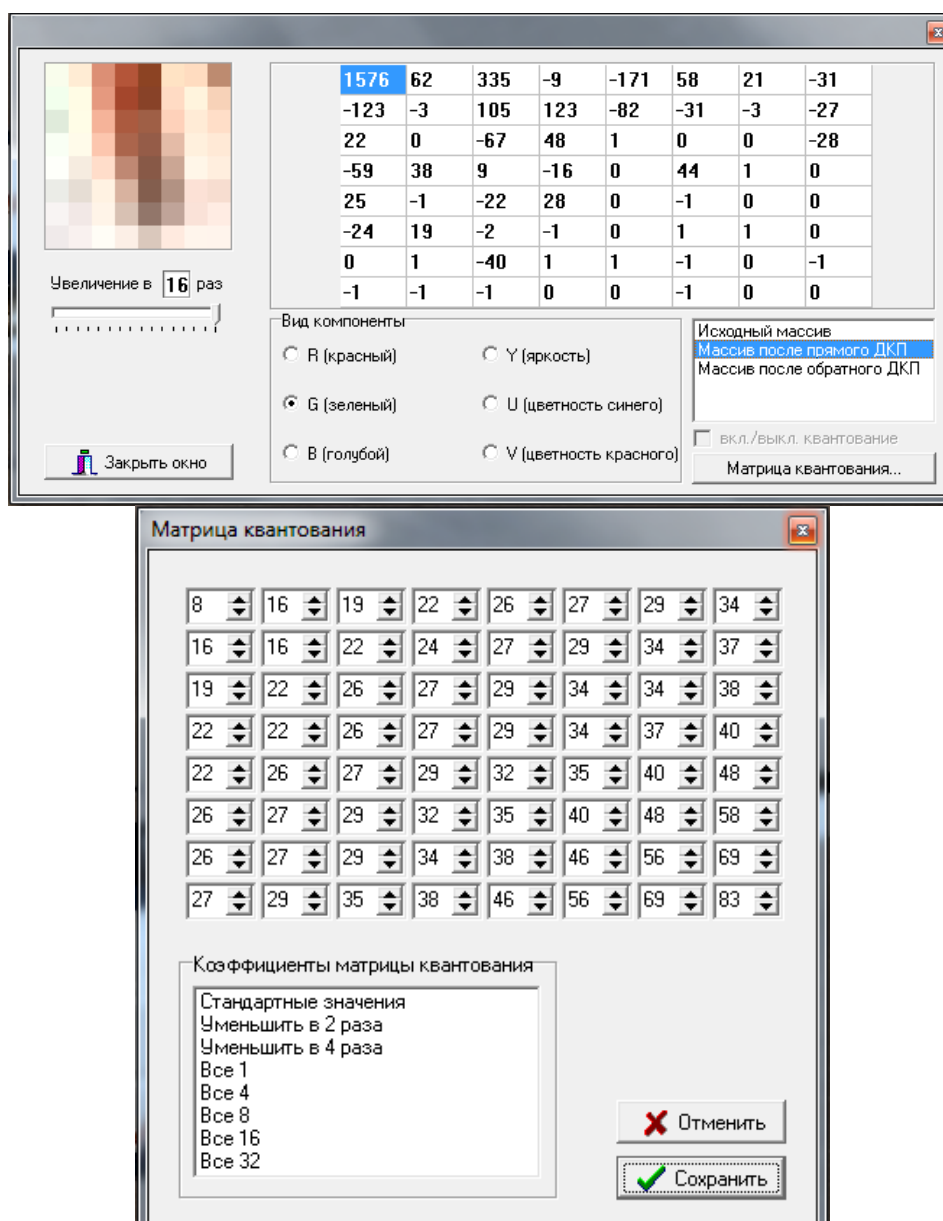 1576 62 335 -9 -171 58 21 -31
-123 -3 105 123 -82 -31 -3 -27
22 0 -67 48 1 0 0 -28
-59 38 9 -16 0 44 1 0
25 -1 -22 28 0 -1 0 0
-24 19 -2 -1 0 1 1 0
0 1 -40 1 1 -1 0 -1
-1 -1 -1 0 0 -1 0 0
Увеличение в 16 раз
Вид компоненты
R (красный)
Y (яркость)
G (зеленый)
U (цветность синего)
B (голубой)
V (цветность красного)
Исходный массив
Массив после прямого ДКП
Массив после обратного ДКП
вкл./выкл. квантование
Матрица квантования...
Закрыть окно
Матрица квантования
8 16 19 22 26 27 29 34
16 16 22 24 27 29 34 37
19 22 26 27 29 34 34 38
22 22 26 27 29 34 37 40
22 26 27 29 32 35 40 48
26 27 29 32 35 40 48 58
26 27 29 34 38 46 56 69
27 29 35 38 46 56 69 83
Коэффициенты матрицы квантования
Стандартные значения
Уменьшить в 2 раза
Уменьшить в 4 раза
Все 1
Все 4
Все 8
Все 16
Все 32
Отменить
Сохранить